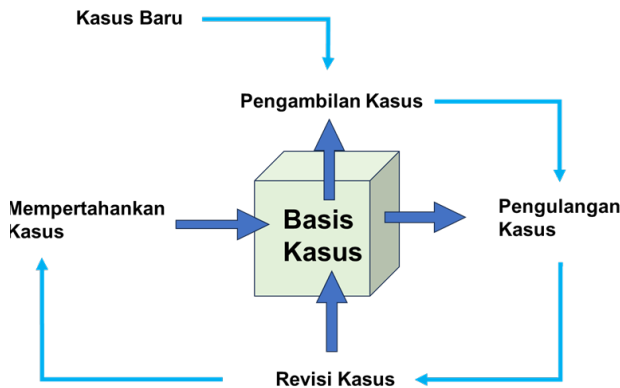 Kasus Baru
Pengambilan Kasus
Mempertahankan
Kasus
Basis
Kasus
Pengulangan
Kasus
Revisi Kasus